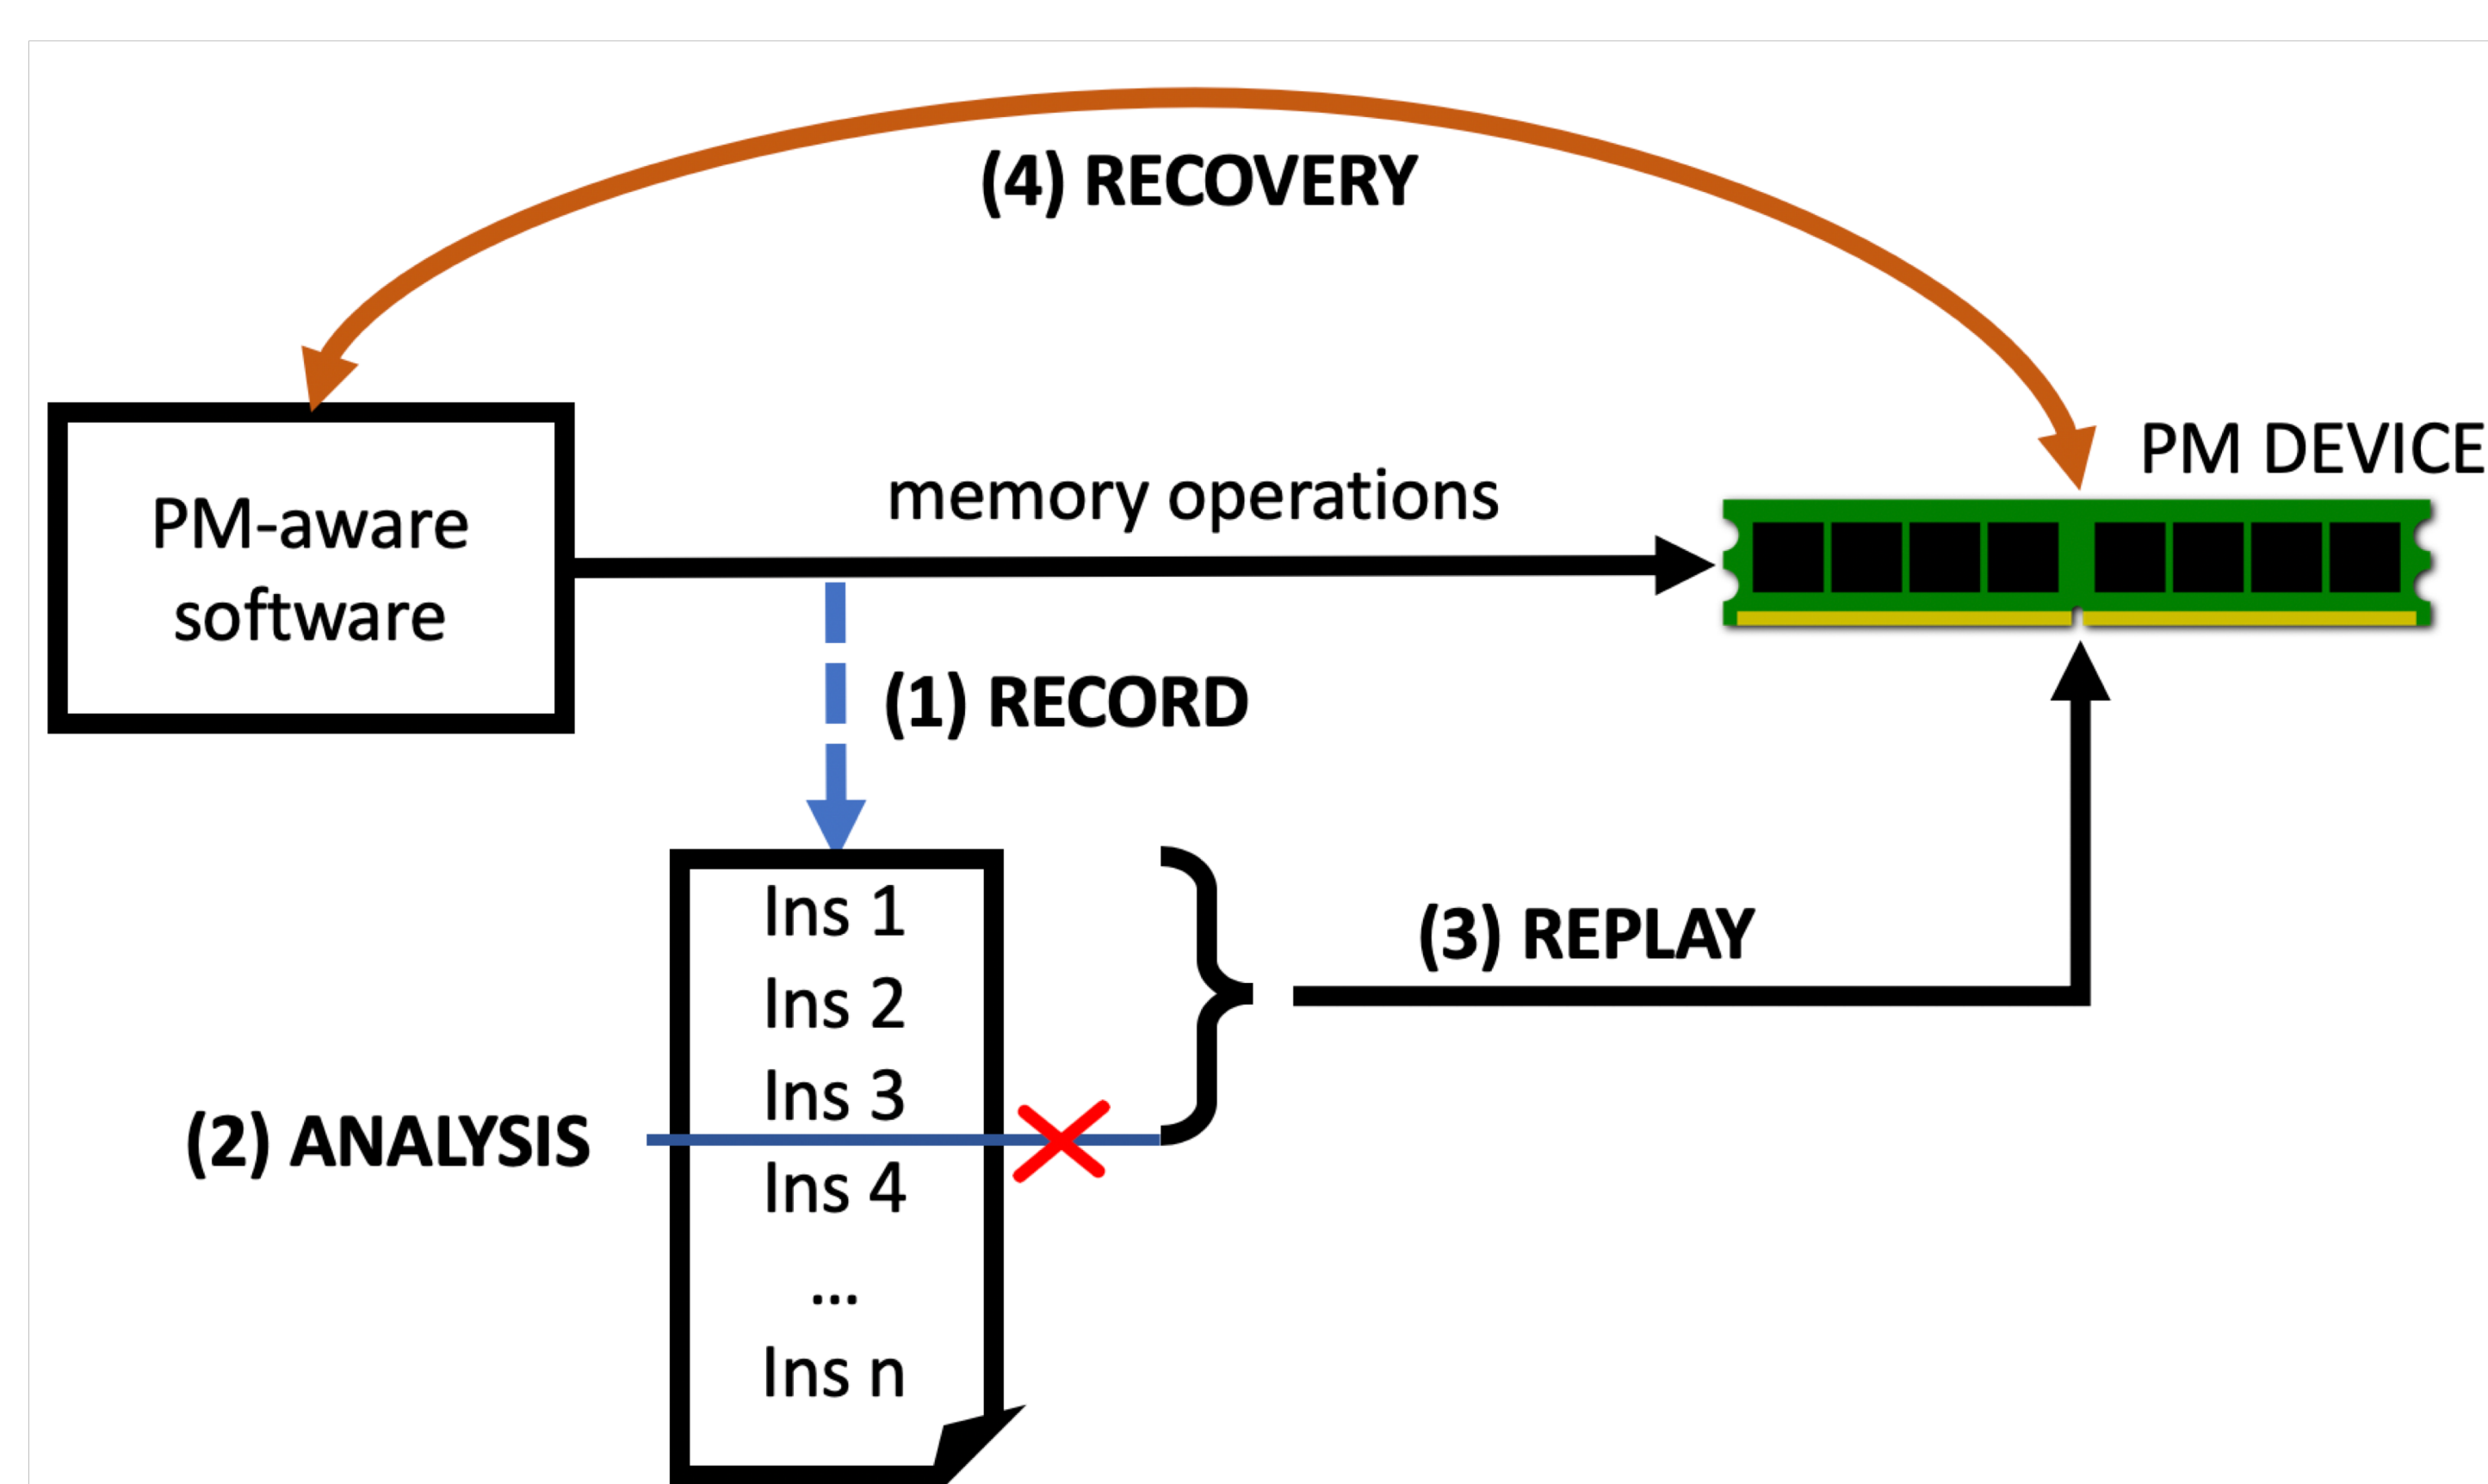 (4) RECOVERY
PM DEVICE
memory operations
PM-aware
software
(1) RECORD
Ins 1
Ins 2
Ins 3
(3) REPLAY
(2) ANALYSIS
Ins 4
...
Ins n